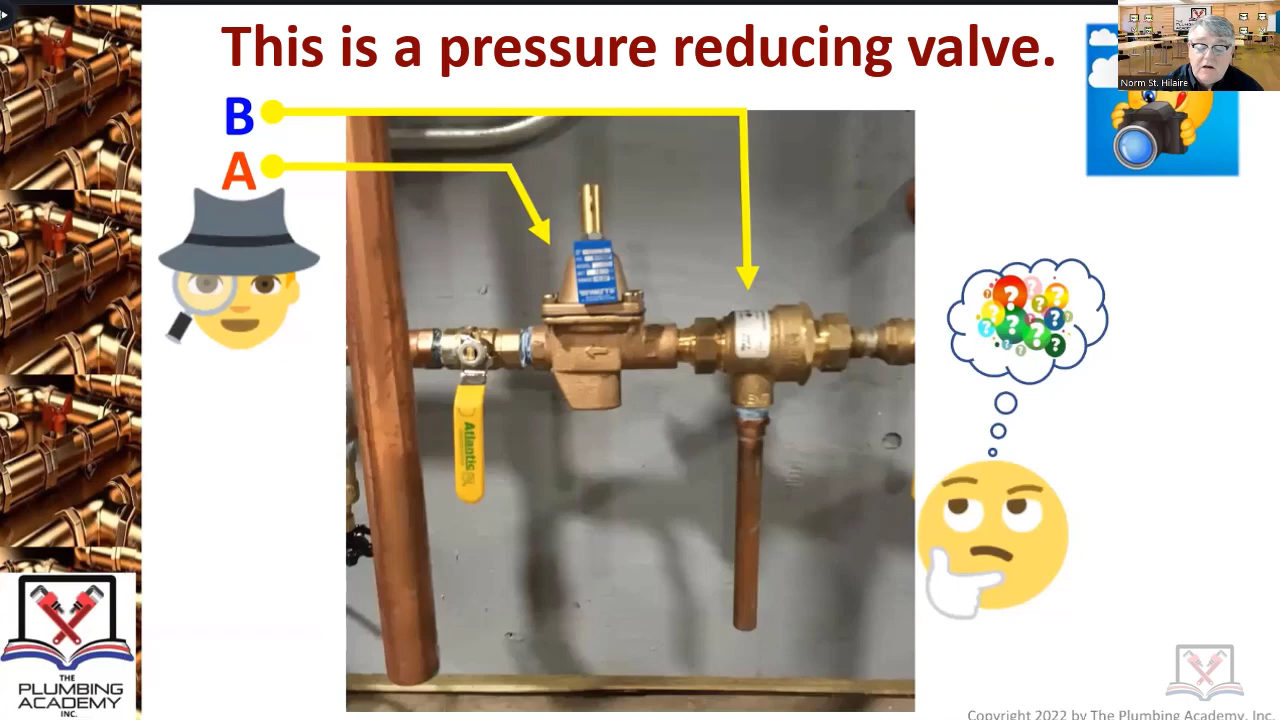 This is a pressure reducing valve.
Norm St. Hilaire
B
A
Atlantic
THE
PLUMBING
ACADEMY
INC.
Copyright 2022 by The Plumbing Academy, Inc.